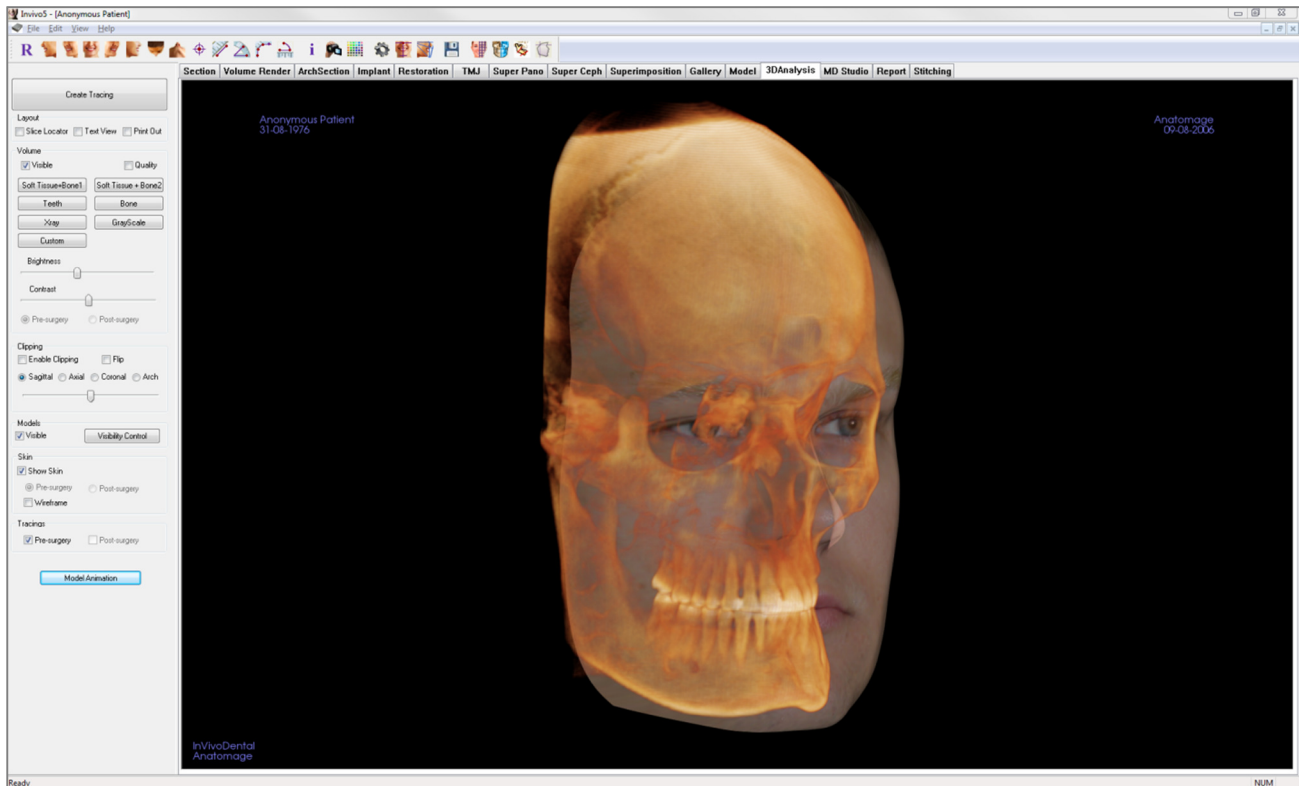 Invivo5 - [Anonymous Patient]
File Edit View Help
R i
Section Volume Render ArchSection Implant Restoration TMJ Super Pano Super Ceph Superimposition Gallery Model 3DAnalysis MD Studio Report Stitching
Create Tracing
Layout
Slice Locator Text View Print Out
Volume
Visible Quality
Soft Tissue+Bone1 Soft Tissue + Bone2
Teeth Bone
Xray GrayScale
Custom
Brightness
Contrast
Pre-surgery Post-surgery
Clipping
Enable Clipping Flip
Sagittal Axial Coronal Arch
Models
Visible Visibility Control
Skin
Show Skin
Pre-surgery Post-surgery
Wireframe
Tracings
Pre-surgery Post-surgery
Model Animation
Anonymous Patient
31-08-1976
Anatomage
09-08-2006
InVivoDental
Anatomage
Ready NUM